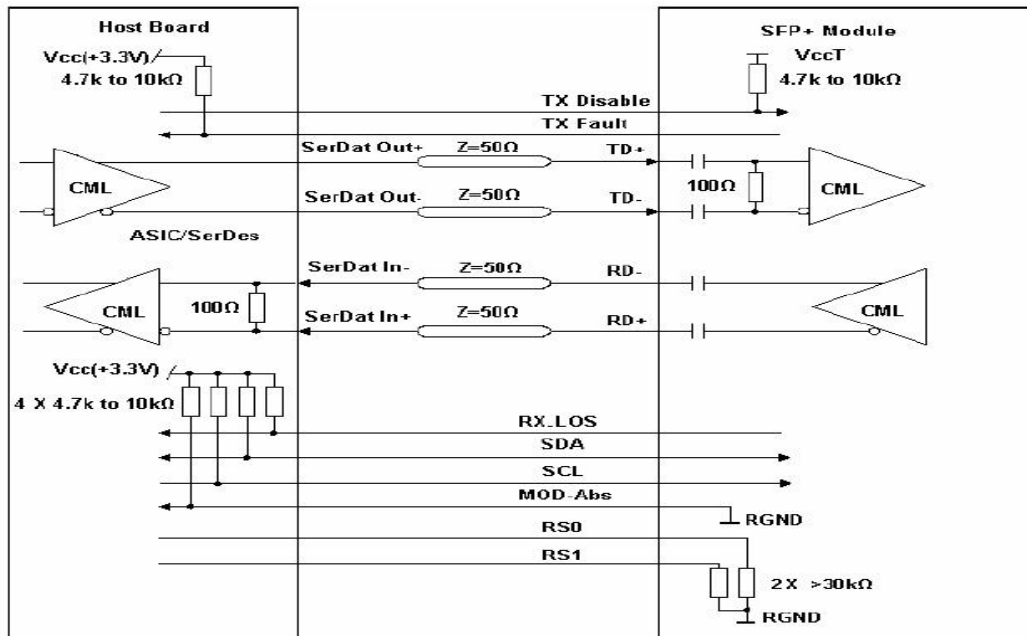 Host Board
SFP+ Module
Vcc(+3.3V)
4.7k to 10kΩ
VccT
4.7k to 10kΩ
TX Disable
TX Fault
SerDat Out+
Z=50Ω
TD+
CML
100Ω
CML
SerDat Out-
Z=50Ω
TD-
ASIC/SerDes
SerDat In-
Z=50Ω
RD-
CML
100Ω
CML
SerDat In+
Z=50Ω
RD+
Vcc(+3.3V)
4 X 4.7k to 10kΩ
RX-LOS
SDA
SCL
MOD-Abs
RGND
RS0
RS1
2X >30kΩ
RGND